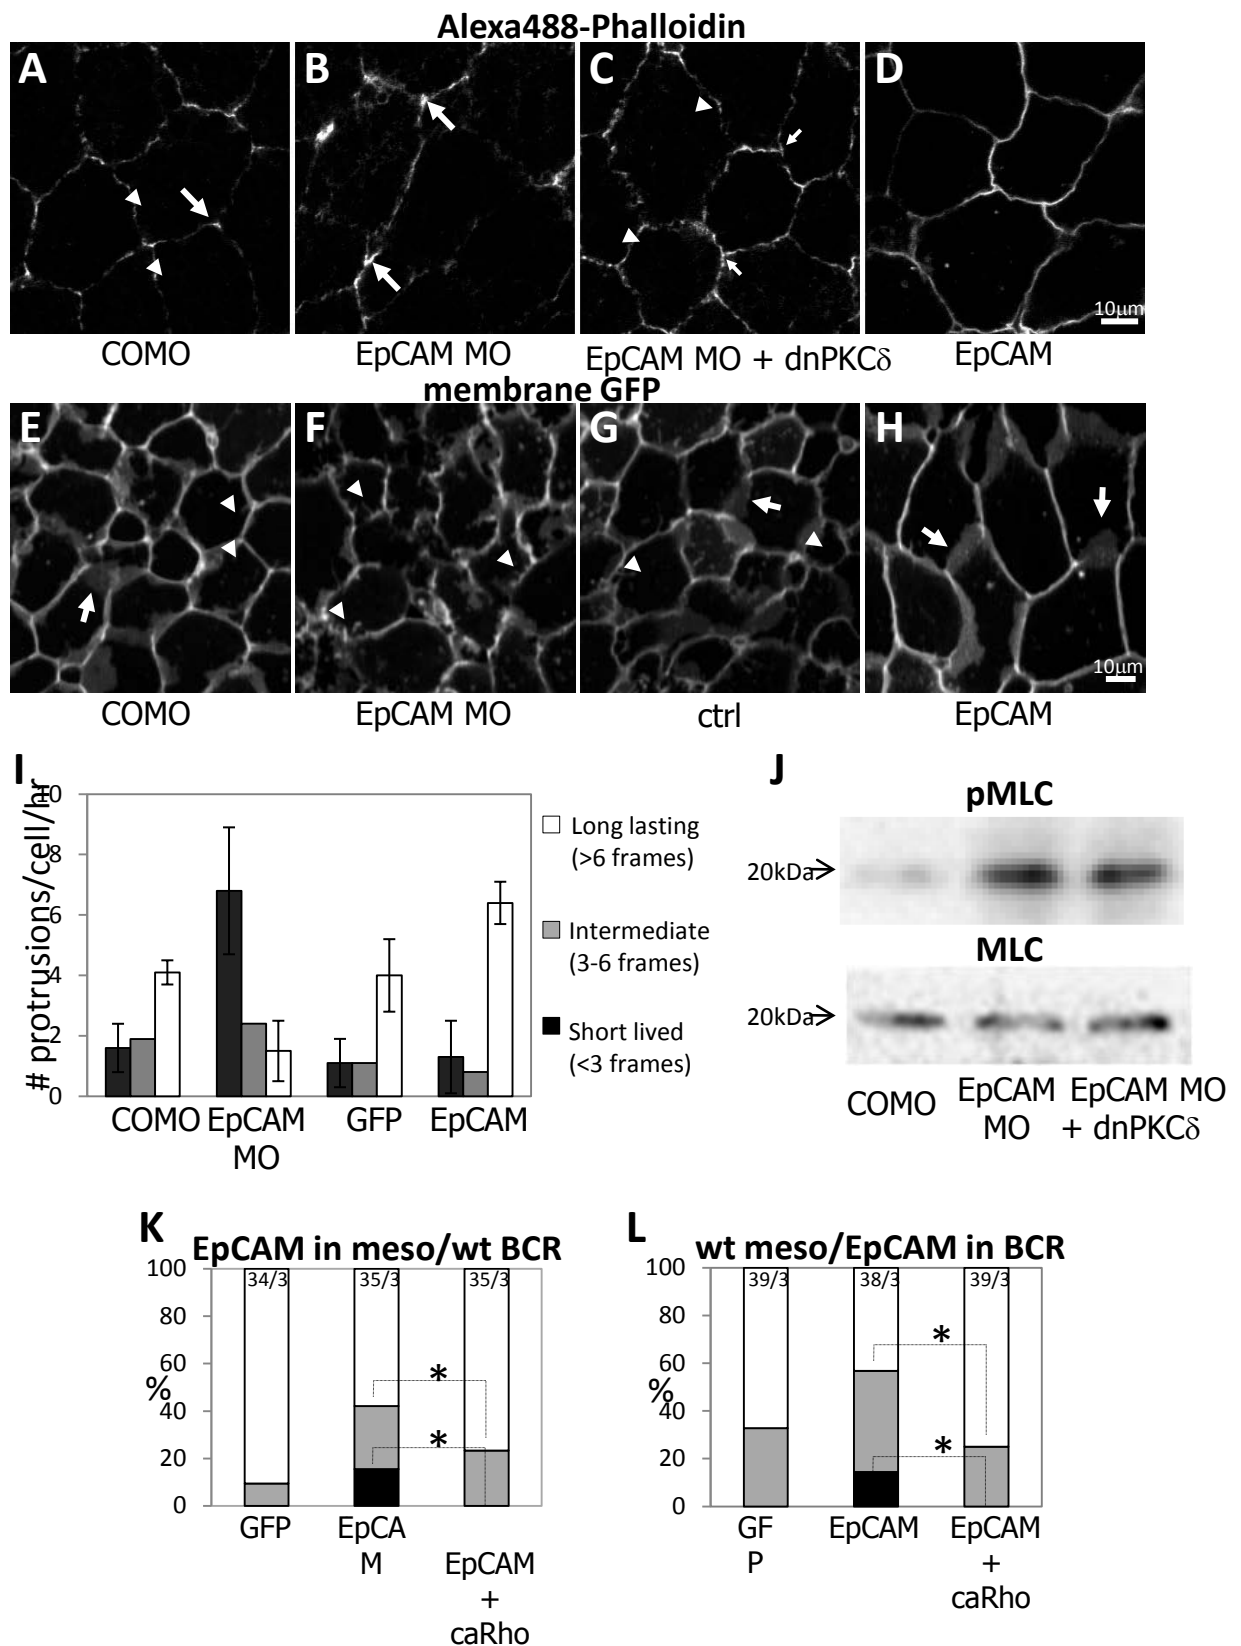 Alexa488-Phalloidin
A B C D
10µm
COMO EpCAM MO EpCAM MO + dnPKCδ EpCAM
membrane GFP
E F G H
10µm
COMO EpCAM MO ctrl EpCAM
I
# protrusions/cell/hr
10
8
6
4
2
0
COMO EpCAM GFP EpCAM
MO
Long lasting
(>6 frames)
Intermediate
(3-6 frames)
Short lived
(<3 frames)
J
pMLC
20kDa
MLC
20kDa
COMO EpCAM EpCAM MO
MO + dnPKCδ
K
EpCAM in meso/wt BCR
100
80
60
%
40
20
0
34/3 35/3 35/3
*
*
GFP EpCA
M EpCAM
+
caRho
L
wt meso/EpCAM in BCR
100
80
60
%
40
20
0
39/3 38/3 39/3
*
*
GF EpCAM EpCAM
P +
caRho